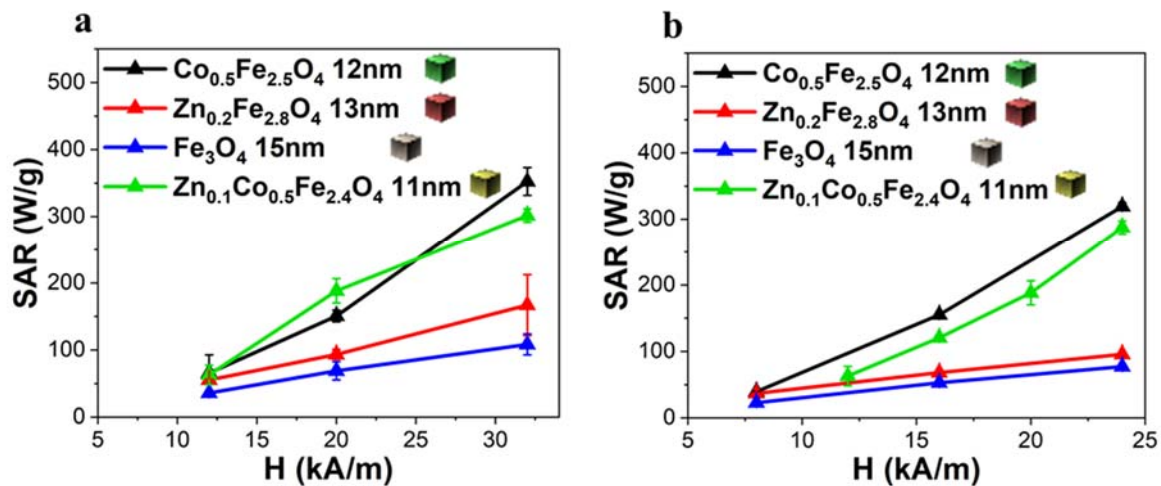 a
Co₀.₅Fe₂.₅O₄ 12nm
Zn₀.₂Fe₂.₈O₄ 13nm
Fe₃O₄ 15nm
Zn₀.₁Co₀.₅Fe₂.₄O₄ 11nm
SAR (W/g)
500
400
300
200
100
0
5 10 15 20 25 30
H (kA/m)
b
Co₀.₅Fe₂.₅O₄ 12nm
Zn₀.₂Fe₂.₈O₄ 13nm
Fe₃O₄ 15nm
Zn₀.₁Co₀.₅Fe₂.₄O₄ 11nm
SAR (W/g)
500
400
300
200
100
0
5 10 15 20 25
H (kA/m)